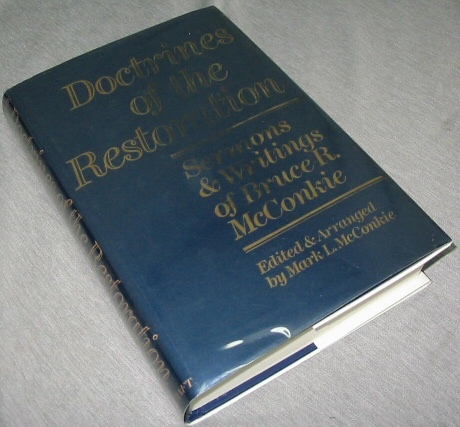 Doctrines
of the
Restoration
Sermons
& Writings
of Bruce R.
McConkie
Edited & Arranged
by Mark L. McConkie